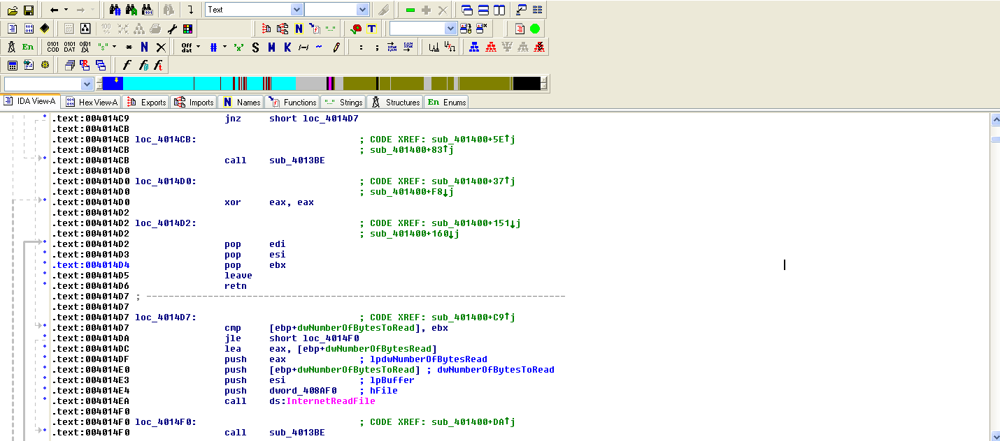 Text
IDA View-A Hex View-A Exports Imports N Names Functions "..." Strings Structures En Enums
.text:004014C9 jnz short loc_4014D7
.text:004014CB
.text:004014CB loc_4014CB: ; CODE XREF: sub_401400+5E↑j
.text:004014CB ; sub_401400+83↑j
.text:004014CB call sub_4013BE
.text:004014D0
.text:004014D0 loc_4014D0: ; CODE XREF: sub_401400+37↑j
.text:004014D0 ; sub_401400+F8↓j
.text:004014D0 xor eax, eax
.text:004014D2
.text:004014D2 loc_4014D2: ; CODE XREF: sub_401400+151↓j
.text:004014D2 ; sub_401400+160↓j
.text:004014D2 pop edi
.text:004014D3 pop esi
.text:004014D4 pop ebx
.text:004014D5 leave
.text:004014D6 retn
.text:004014D7 ; ---------------------------------------------------------------------------
.text:004014D7
.text:004014D7 loc_4014D7: ; CODE XREF: sub_401400+C9↑j
.text:004014D7 cmp [ebp+dwNumberOfBytesToRead], ebx
.text:004014DA jle short loc_4014F0
.text:004014DC lea eax, [ebp+dwNumberOfBytesRead]
.text:004014DF push eax ; lpdwNumberOfBytesRead
.text:004014E0 push [ebp+dwNumberOfBytesToRead] ; dwNumberOfBytesToRead
.text:004014E3 push esi ; lpBuffer
.text:004014E4 push dword_408AF0 ; hFile
.text:004014EA call ds:InternetReadFile
.text:004014F0
.text:004014F0 loc_4014F0: ; CODE XREF: sub_401400+DA↑j
.text:004014F0 call sub_4013BE